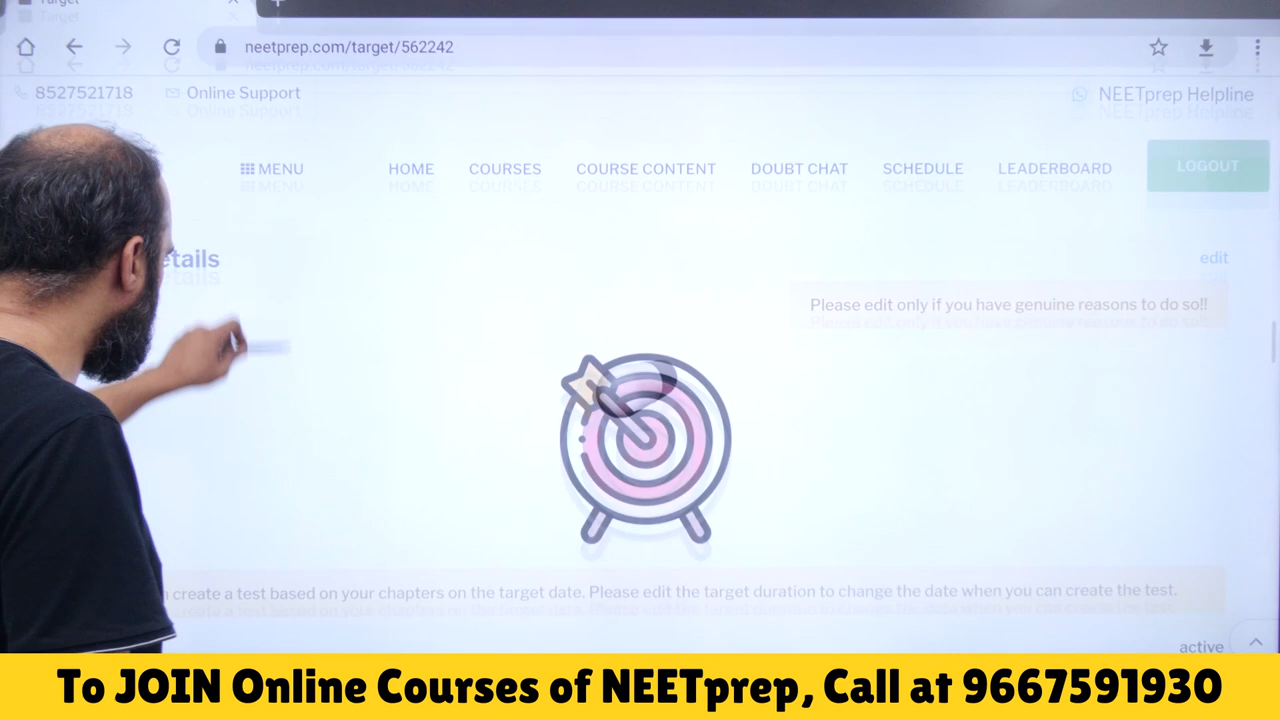 Target
neetprep.com/target/562242
8527521718 Online Support NEETprep Helpline
MENU HOME COURSES COURSE CONTENT DOUBT CHAT SCHEDULE LEADERBOARD LOGOUT
etails edit
Please edit only if you have genuine reasons to do so!!
create a test based on your chapters on the target date. Please edit the target duration to change the date when you can create the test.
active
To JOIN Online Courses of NEETprep, Call at 9667591930